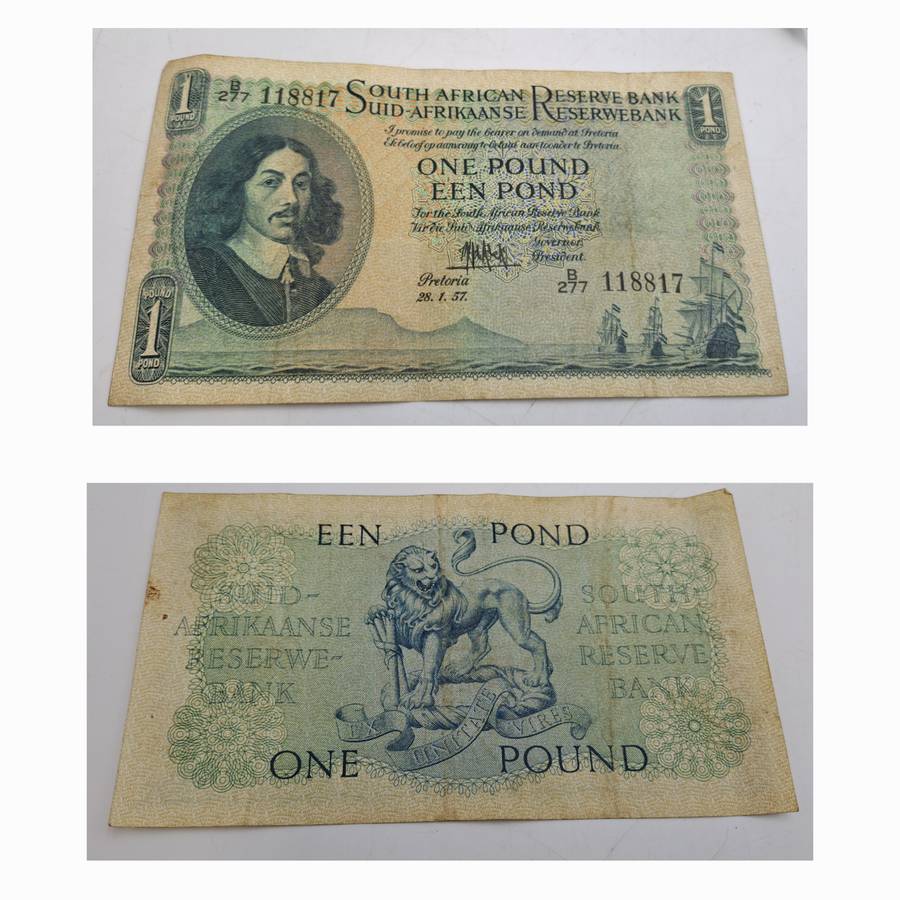 1
POUND
B/277 118817
SOUTH AFRICAN RESERVE BANK
SUID-AFRIKAANSE RESERWEBANK
1
POND
I promise to pay the bearer on demand at Pretoria
Ek beloof op aanvraag te betaal aan toonder te Pretoria.
ONE POUND
EEN POND
For the South African Reserve Bank
Vir die Suid-Afrikaanse Reserwebank
Governor.
President.
Pretoria
28. 1. 57.
B/277 118817
POUND
1
POND
EEN POND
SUID-
AFRIKAANSE
RESERWE-
BANK
SOUTH
AFRICAN
RESERVE
BANK
EX UNITATE VIRES
ONE POUND